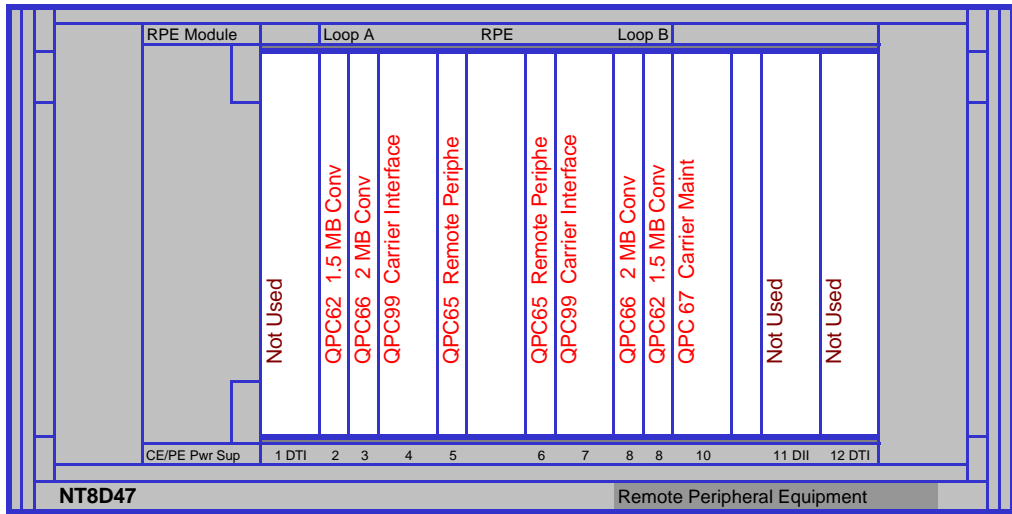 RPE Module Loop A RPE Loop B
Not Used
QPC62 1.5 MB Conv
QPC66 2 MB Conv
QPC99 Carrier Interface
QPC65 Remote Periphe
QPC65 Remote Periphe
QPC99 Carrier Interface
QPC66 2 MB Conv
QPC62 1.5 MB Conv
QPC 67 Carrier Maint
Not Used
Not Used
CE/PE Pwr Sup 1 DTI 2 3 4 5 6 7 8 8 10 11 DII 12 DTI
NT8D47 Remote Peripheral Equipment